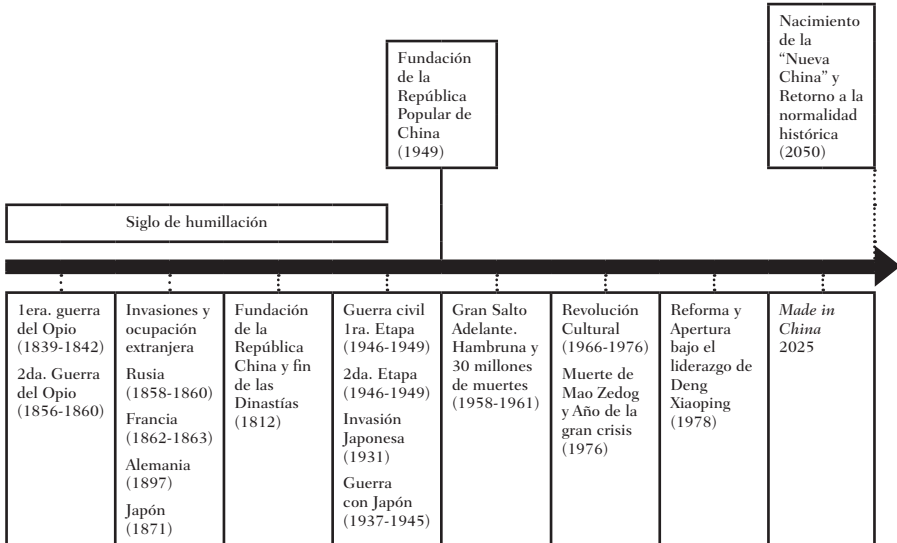 Nacimiento
de la
“Nueva
China” y
Retorno a la
normalidad
histórica
(2050)
Fundación
de la
República
Popular de
China
(1949)
Siglo de humillación
1era. guerra
del Opio
(1839-1842)
2da. Guerra
del Opio
(1856-1860)
Invasiones y
ocupación
extranjera
Rusia
(1858-1860)
Francia
(1862-1863)
Alemania
(1897)
Japón
(1871)
Fundación
de la
República
China y fin
de las
Dinastías
(1812)
Guerra civil
1ra. Etapa
(1946-1949)
2da. Etapa
(1946-1949)
Invasión
Japonesa
(1931)
Guerra
con Japón
(1937-1945)
Gran Salto
Adelante.
Hambruna y
30 millones
de muertes
(1958-1961)
Revolución
Cultural
(1966-1976)
Muerte de
Mao Zedog
y Año de la
gran crisis
(1976)
Reforma y
Apertura
bajo el
liderazgo de
Deng
Xiaoping
(1978)
Made in
China
2025